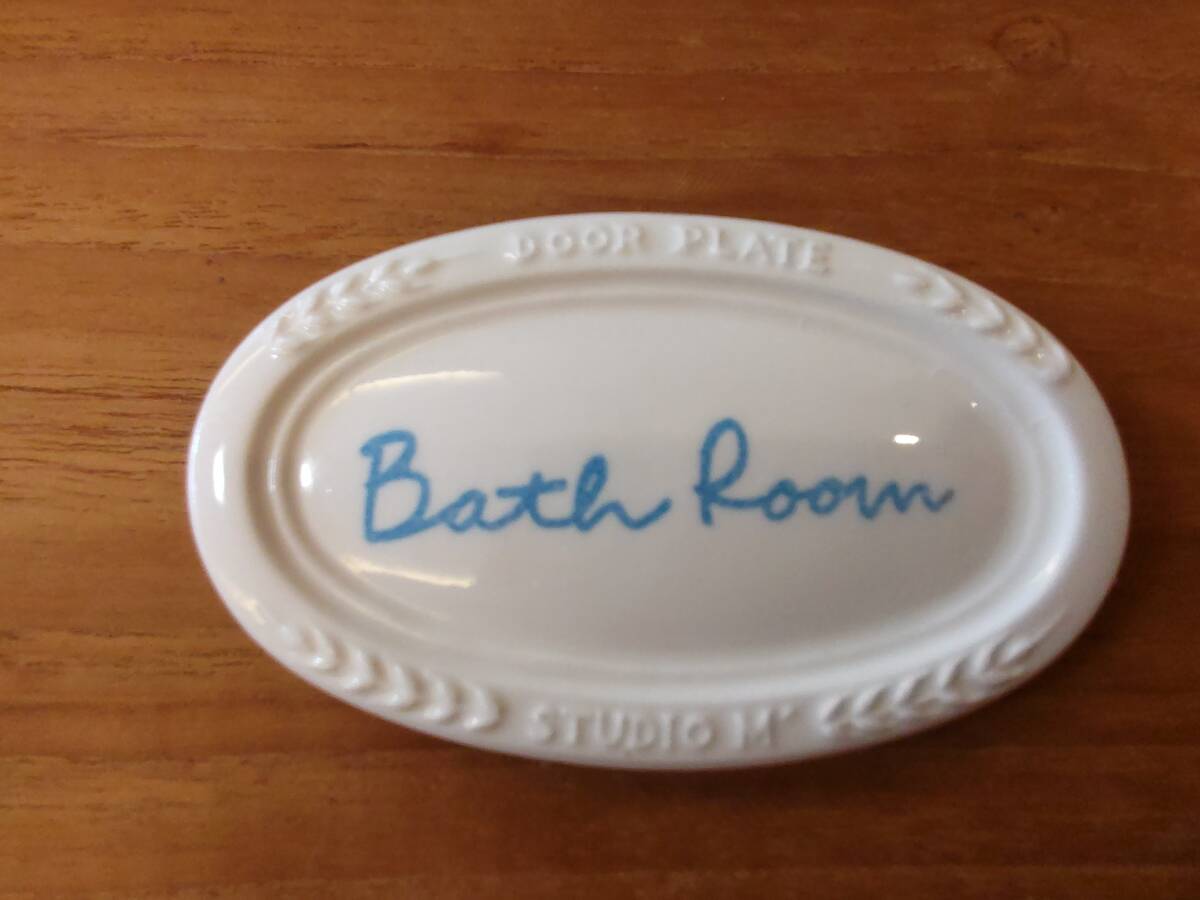 DOOR PLATE
Bath Room
STUDIO M'